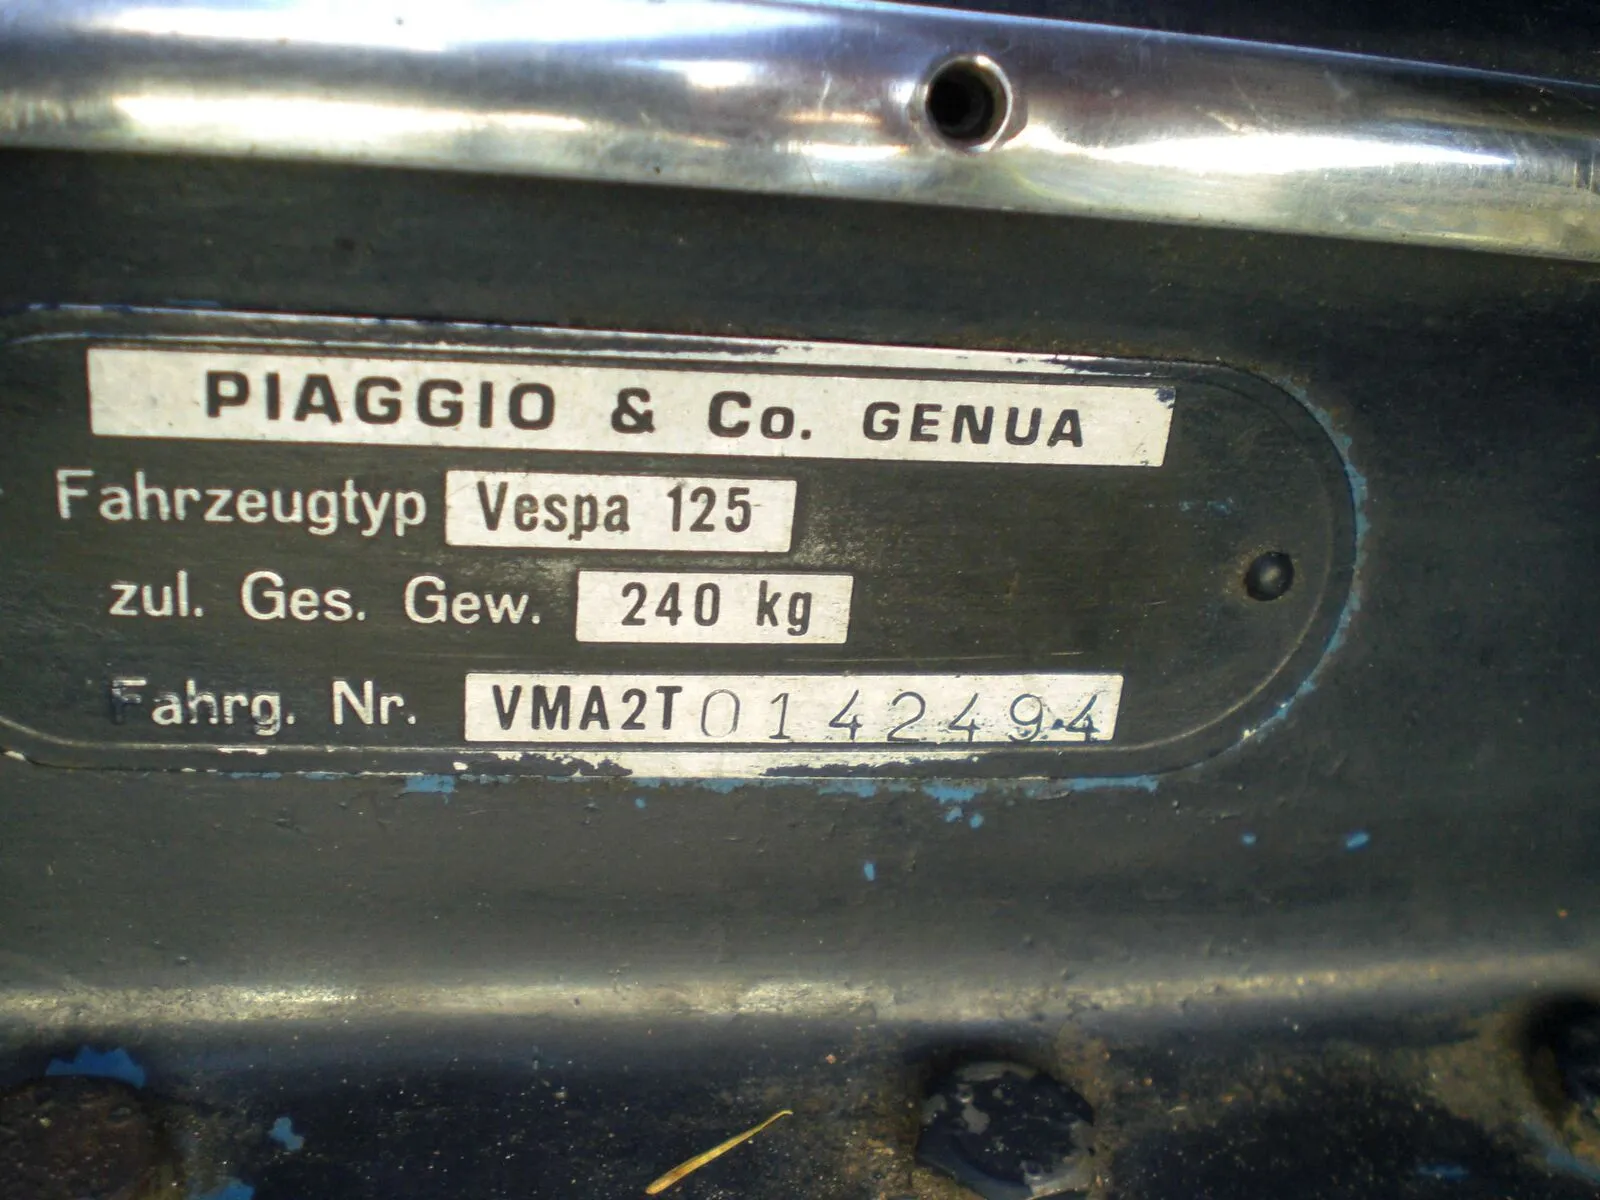 PIAGGIO & Co. GENUA
Fahrzeugtyp Vespa 125
zul. Ges. Gew. 240 kg
Fahrg. Nr. VMA2T 0142494